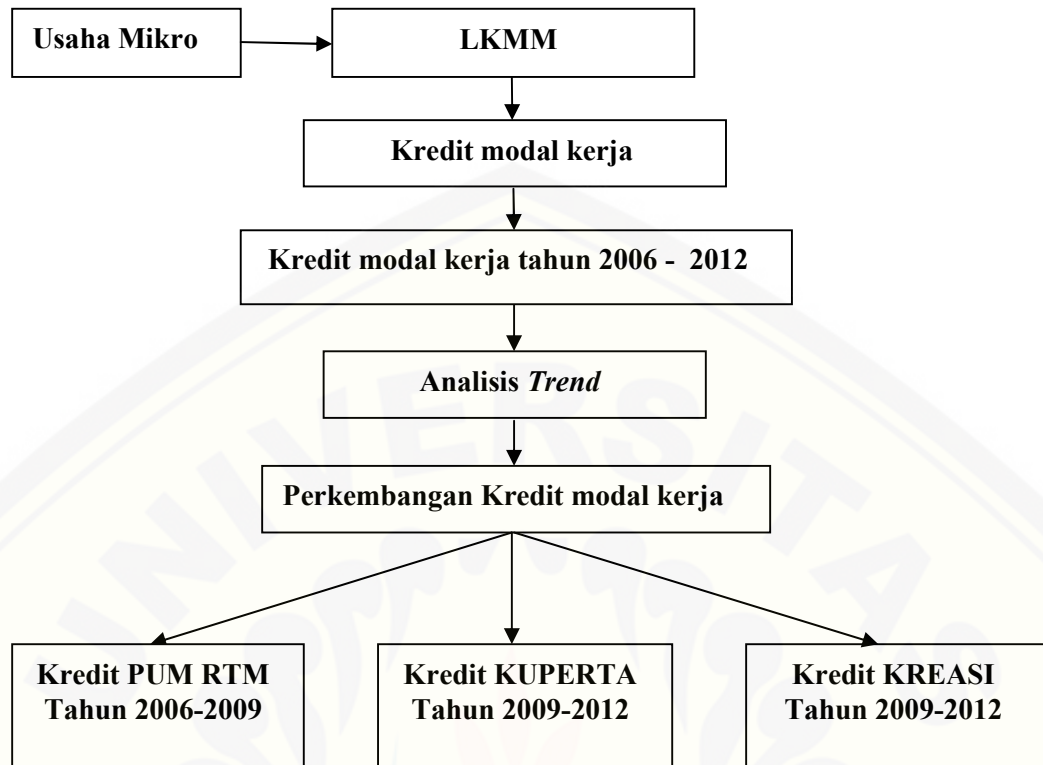 Usaha Mikro
LKMM
Kredit modal kerja
Kredit modal kerja tahun 2006 - 2012
Analisis Trend
Perkembangan Kredit modal kerja
Kredit PUM RTM
Tahun 2006-2009
Kredit KUPERTA
Tahun 2009-2012
Kredit KREASI
Tahun 2009-2012
UNIVERSITAS